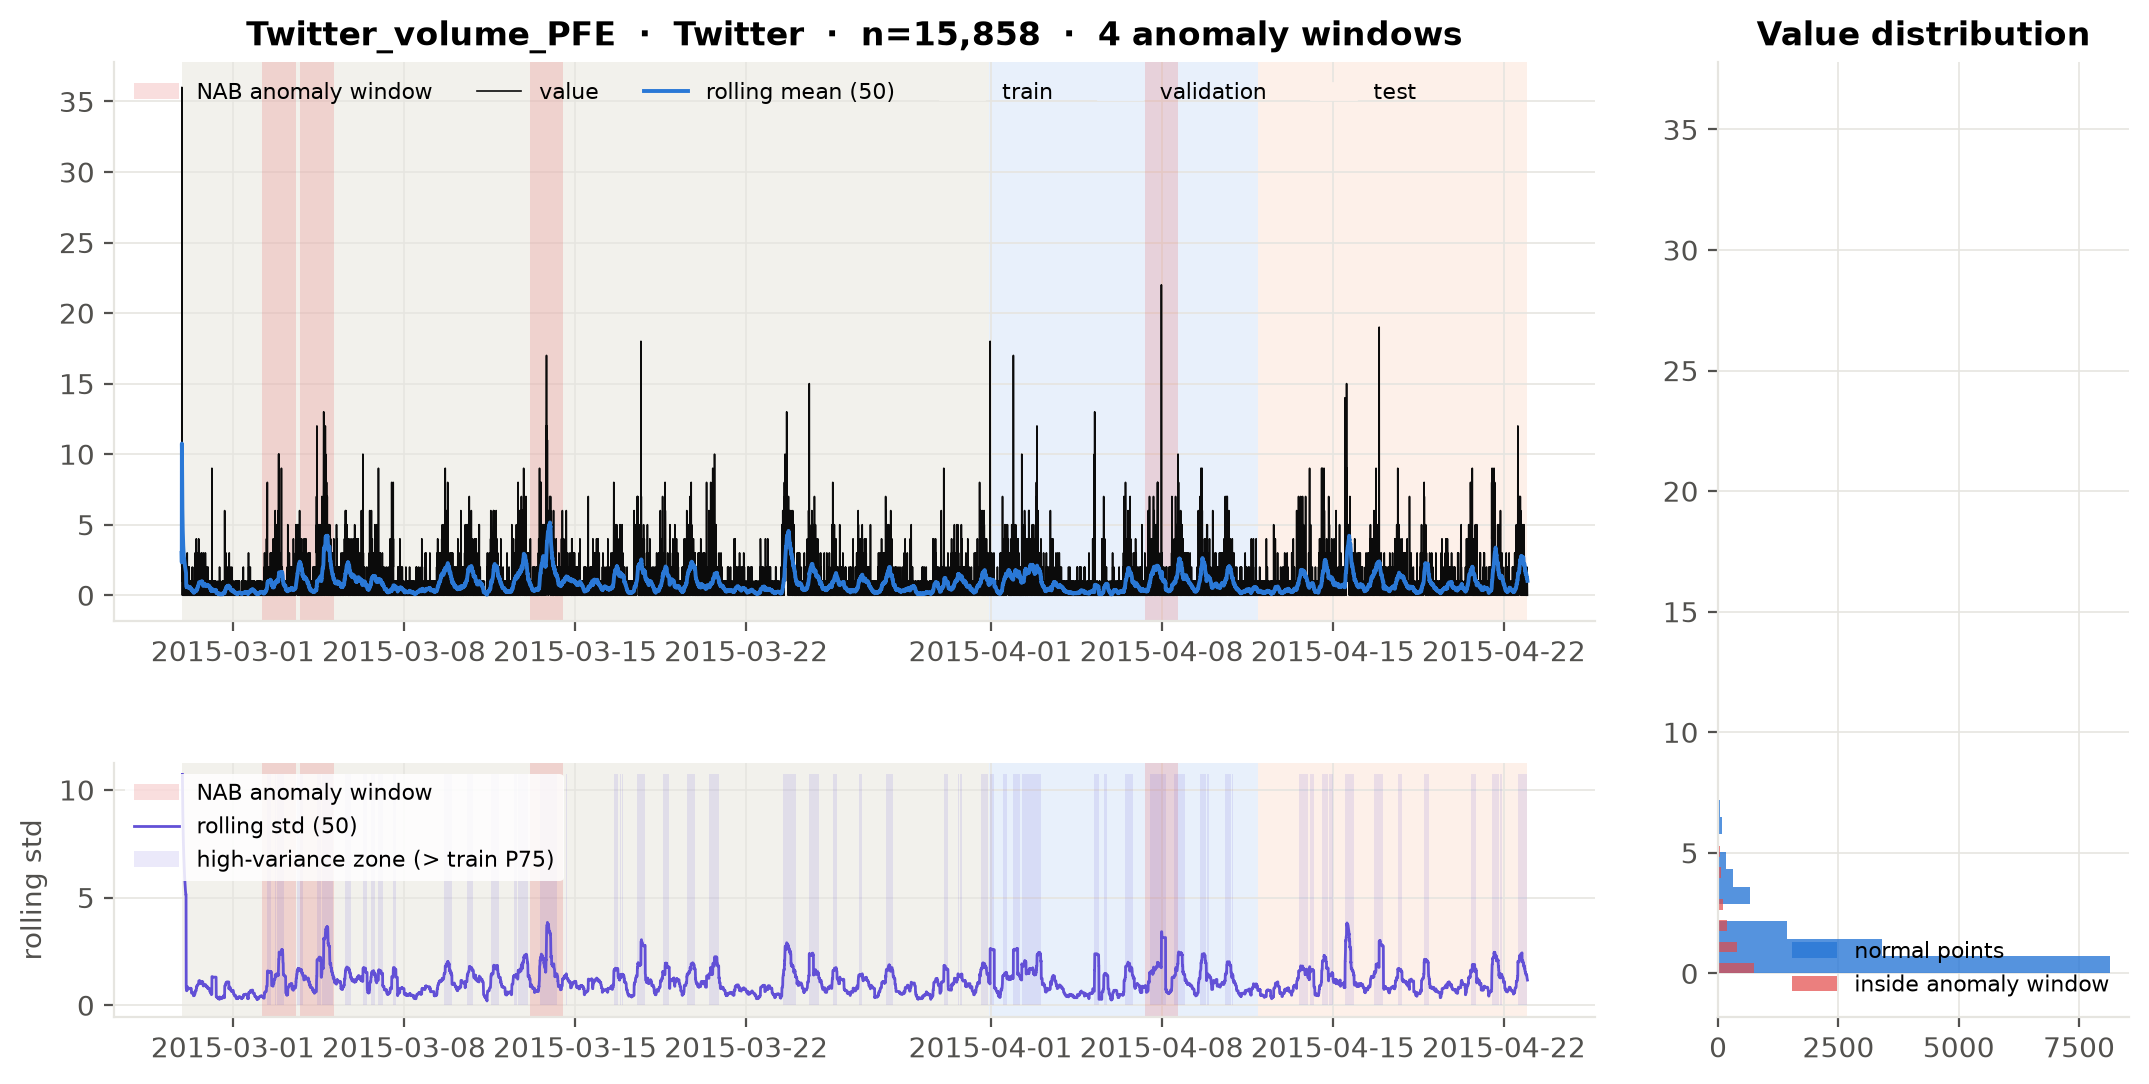 Twitter_volume_PFE · Twitter · n=15,858 · 4 anomaly windows
NAB anomaly window
value
rolling mean (50)
train
validation
test
35
30
25
20
15
10
5
0
2015-03-01
2015-03-08
2015-03-15
2015-03-22
2015-04-01
2015-04-08
2015-04-15
2015-04-22
rolling std
10
5
0
NAB anomaly window
rolling std (50)
high-variance zone (> train P75)
2015-03-01
2015-03-08
2015-03-15
2015-03-22
2015-04-01
2015-04-08
2015-04-15
2015-04-22
Value distribution
35
30
25
20
15
10
5
0
normal points
inside anomaly window
0
2500
5000
7500